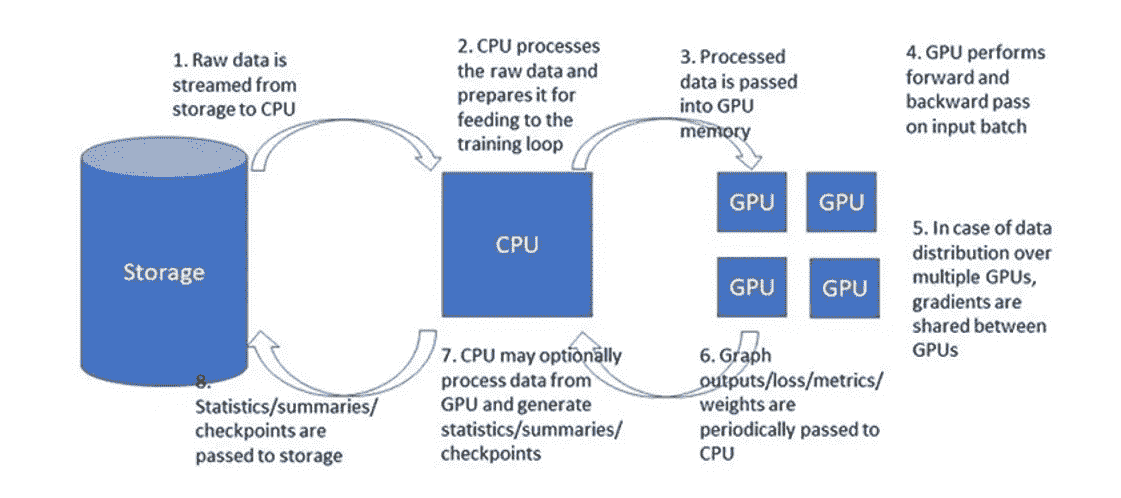 1. Raw data is
streamed from
storage to CPU
2. CPU processes
the raw data and
prepares it for
feeding to the
training loop
3. Processed
data is passed
into GPU
memory
4. GPU performs
forward and
backward pass
on input batch
Storage
CPU
GPU
GPU
GPU
GPU
5. In case of data
distribution over
multiple GPUs,
gradients are
shared between
GPUs
6. Graph
outputs/loss/metrics/
weights are
periodically passed to
CPU
7. CPU may optionally
process data from
GPU and generate
statistics/summaries/
checkpoints
8.
Statistics/summaries/
checkpoints are
passed to storage